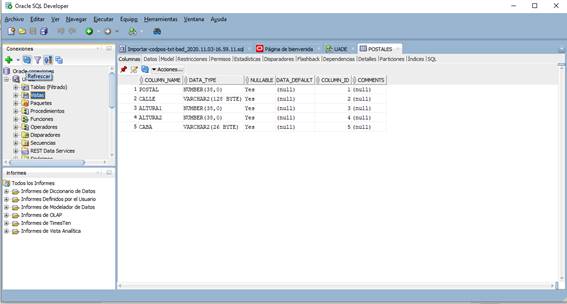 Oracle SQL Developer
Archivo Editar Ver Navegar Ejecutar Equipo Herramientas Ventana Ayuda
Conexiones
Importar-codpos-txt-bad_2020.11.03-16.59.11.sql Página de bienvenida UADE POSTALES
Columnas Datos Model Restricciones Permisos Estadísticas Disparadores Flashback Dependencias Detalles Particiones Índices SQL
Acciones...
Refrescar
Tablas (Filtrado)
Vistas
Paquetes
Procedimientos
Funciones
Operadores
Disparadores
Secuencias
REST Data Services
COLUMN_NAME DATA_TYPE NULLABLE DATA_DEFAULT COLUMN_ID COMMENTS
1 POSTAL NUMBER(38,0) Yes (null) 1 (null)
2 CALLE VARCHAR2(128 BYTE) Yes (null) 2 (null)
3 ALTURA1 NUMBER(38,0) Yes (null) 3 (null)
4 ALTURA2 NUMBER(38,0) Yes (null) 4 (null)
5 CABA VARCHAR2(26 BYTE) Yes (null) 5 (null)
Informes
Todos los Informes
Informes de Diccionario de Datos
Informes Definidos por el Usuario
Informes de Modelador de Datos
Informes de OLAP
Informes de TimesTen
Informes de Vista Analítica